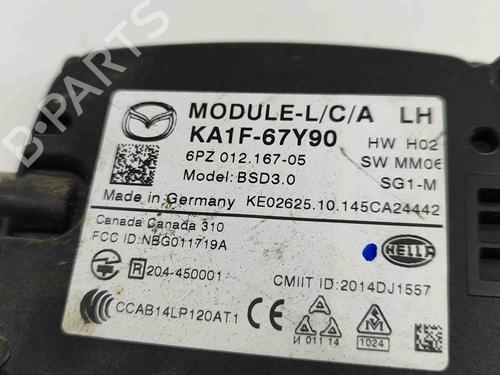 B-PARTS
MODULE-L/C/A LH
KA1F-67Y90 HW H02
6PZ 012.167-05 SW MM06
Model: BSD3.0 SG1-M
Made in Germany KE02625.10.145CA24442
Canada Canada 310
FCC ID: NBG011719A
HELLA
R 204-450001 CMIIT ID:2014DJ1557
CCAB14LP120AT1 CE И 011 14 1024